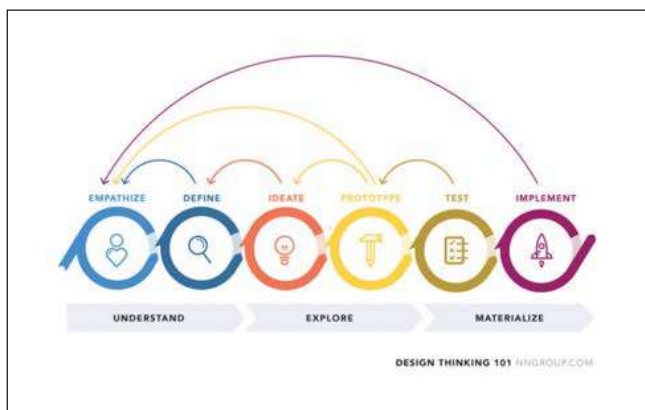 EMPATHIZE DEFINE IDEATE PROTOTYPE TEST IMPLEMENT
UNDERSTAND EXPLORE MATERIALIZE
DESIGN THINKING 101 NNGROUP.COM